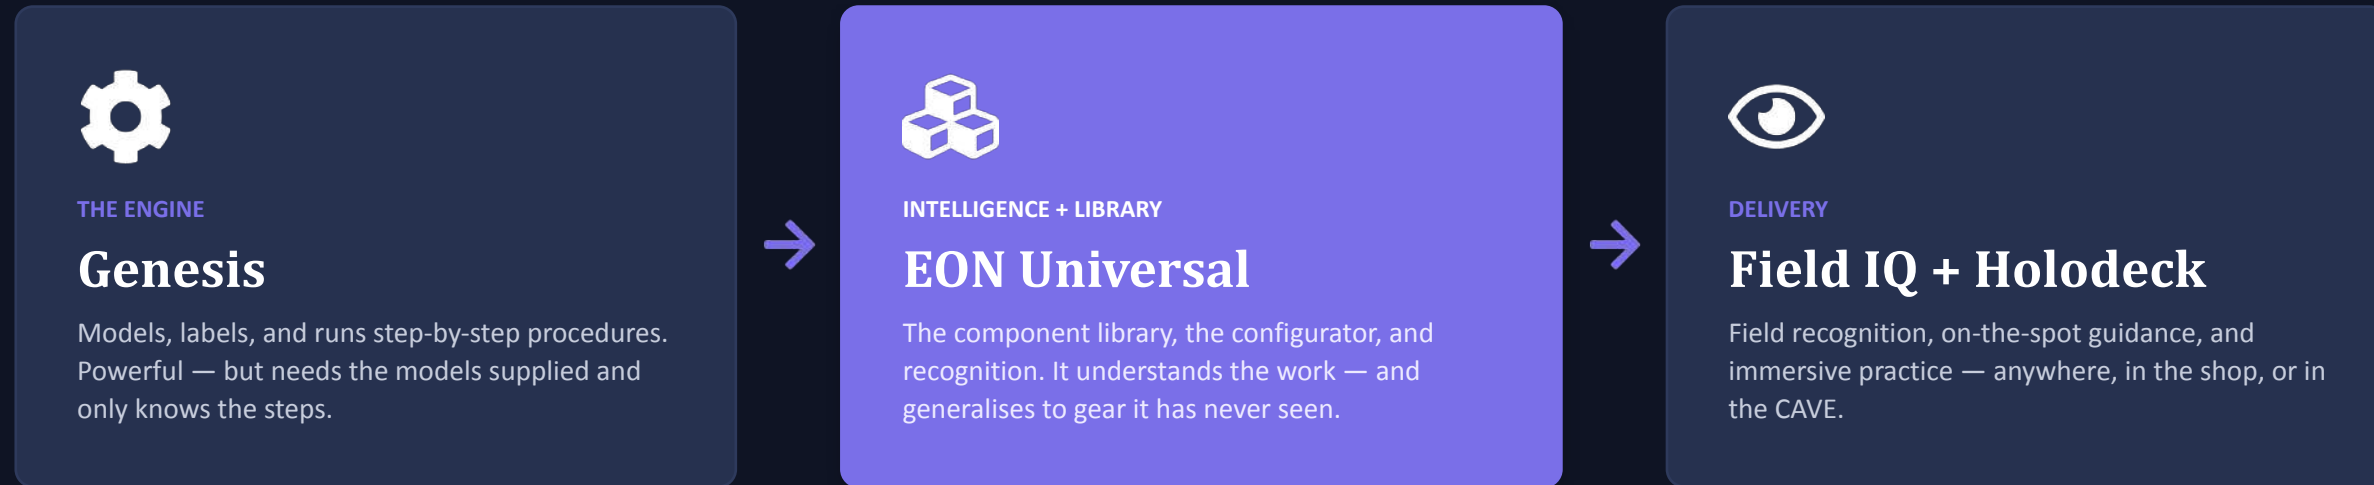 THE ENGINE
Genesis
Models, labels, and runs step-by-step procedures.
Powerful — but needs the models supplied and
only knows the steps.
INTELLIGENCE + LIBRARY
EON Universal
The component library, the configurator, and
recognition. It understands the work — and
generalises to gear it has never seen.
DELIVERY
Field IQ + Holodeck
Field recognition, on-the-spot guidance, and
immersive practice — anywhere, in the shop, or in
the CAVE.